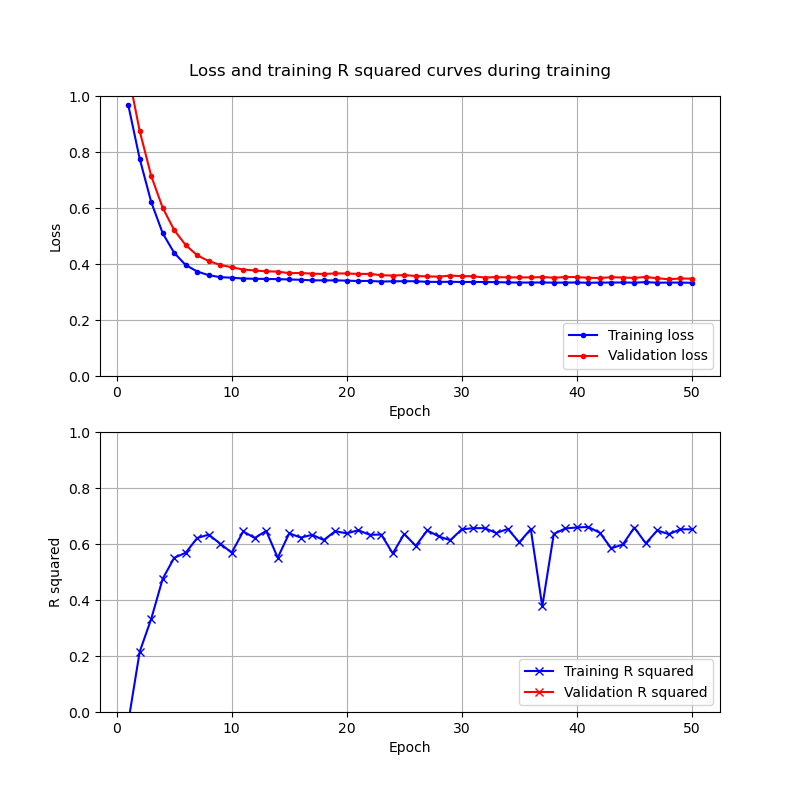 Loss and training R squared curves during training
1.0
0.8
0.6
0.4
0.2
0.0
Loss
Training loss
Validation loss
0 10 20 30 40 50
Epoch
1.0
0.8
0.6
0.4
0.2
0.0
R squared
Training R squared
Validation R squared
0 10 20 30 40 50
Epoch